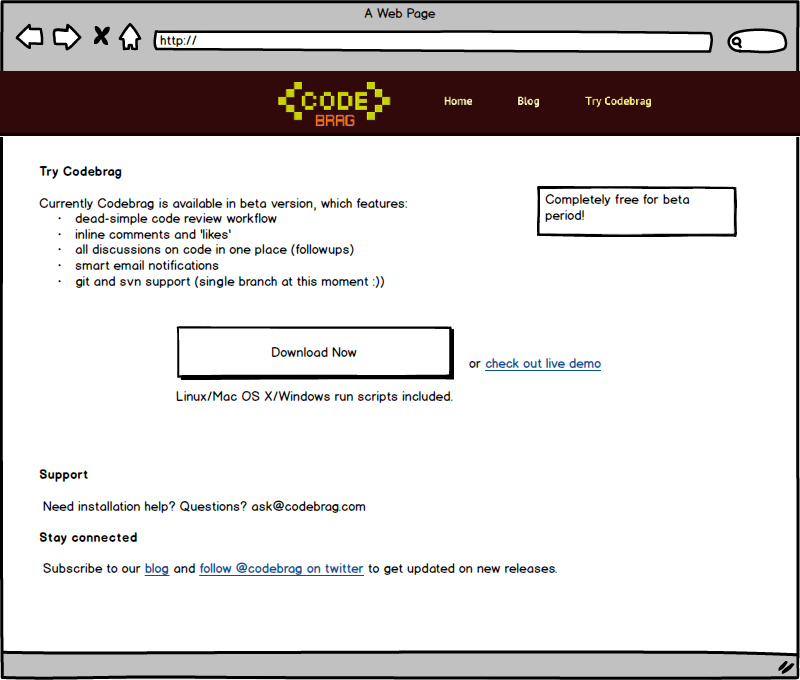 A Web Page
http://
CODE
BRAG
Home Blog Try Codebrag
Try Codebrag
Currently Codebrag is available in beta version, which features:
· dead-simple code review workflow
· inline comments and 'likes'
· all discussions on code in one place (followups)
· smart email notifications
· git and svn support (single branch at this moment :))
Completely free for beta
period!
Download Now
or check out live demo
Linux/Mac OS X/Windows run scripts included.
Support
Need installation help? Questions? ask@codebrag.com
Stay connected
Subscribe to our blog and follow @codebrag on twitter to get updated on new releases.